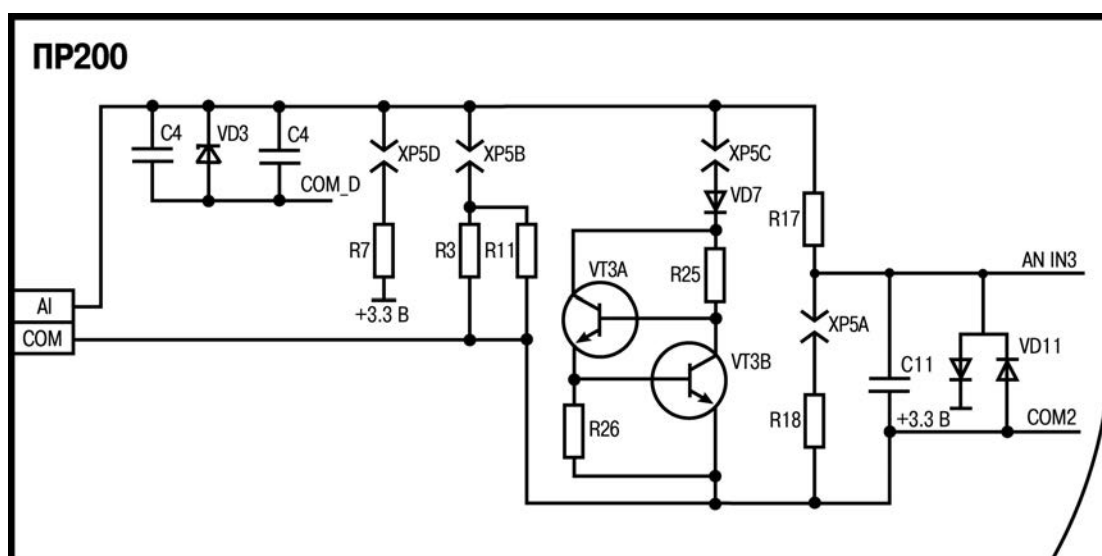 ПР200
C4
VD3
C4
COM_D
XP5D
XP5B
XP5C
VD7
R7
R3
R11
R17
R25
VT3A
AN IN3
AI
COM
+3.3 В
XP5A
VD11
VT3B
C11
R26
R18
+3.3 В
COM2